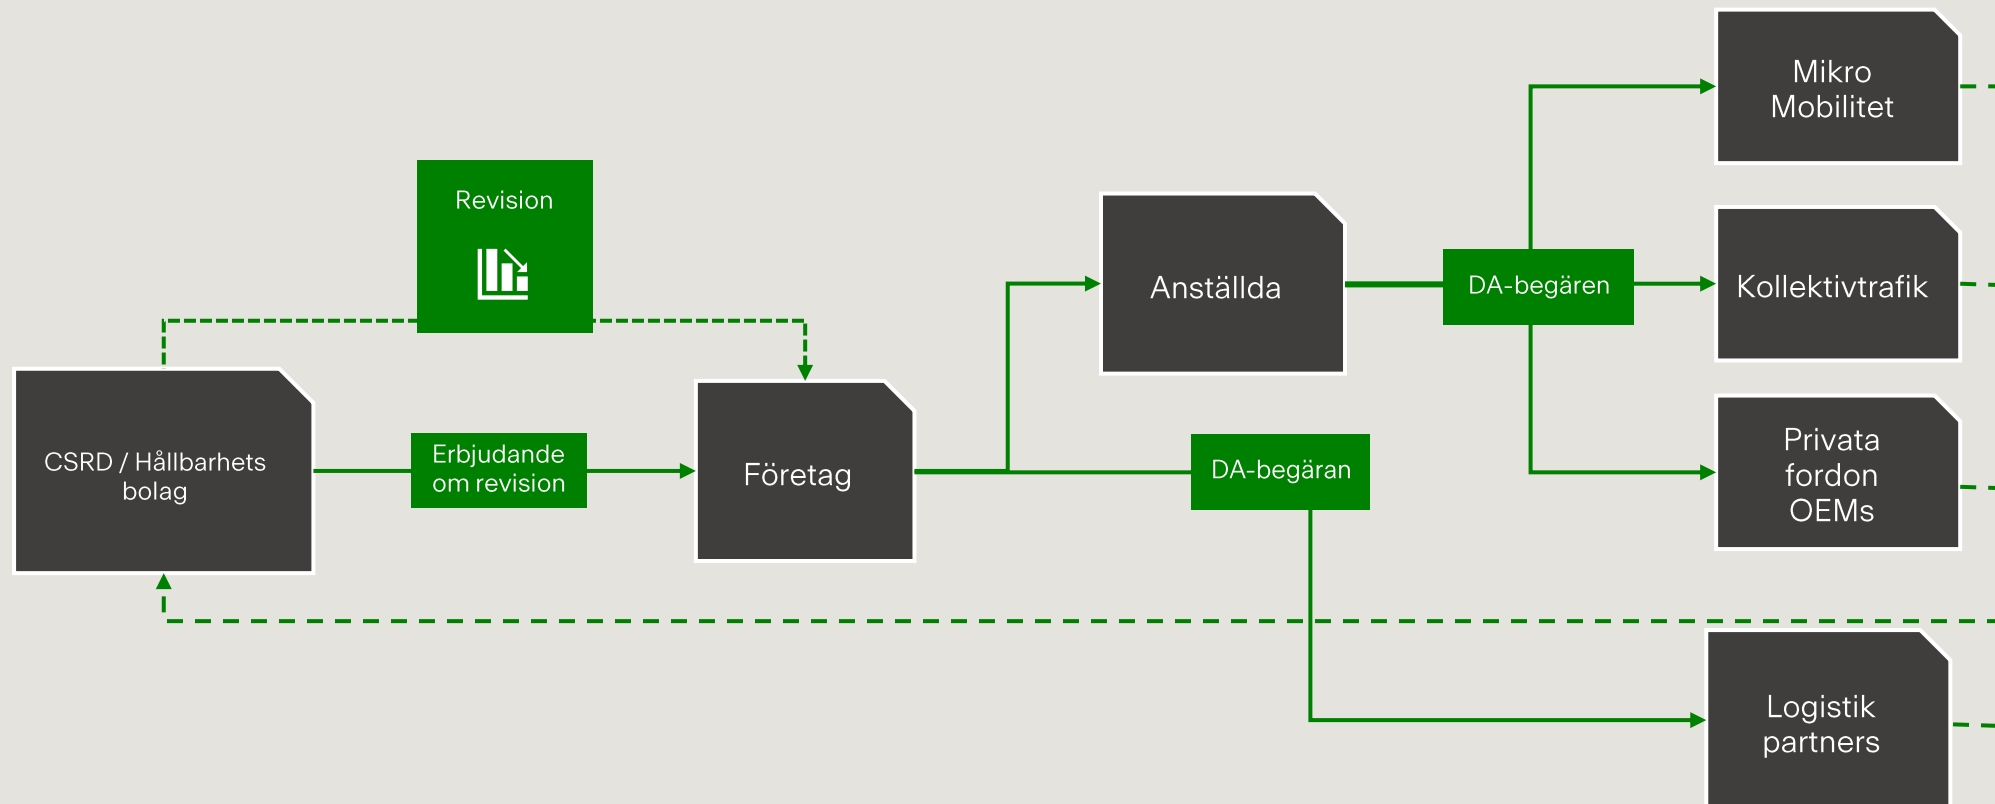 Mikro
Mobilitet
Revision
Anställda
DA-begären
Kollektivtrafik
CSRD / Hållbarhets
bolag
Erbjudande
om revision
Företag
DA-begäran
Privata
fordon
OEMs
Logistik
partners